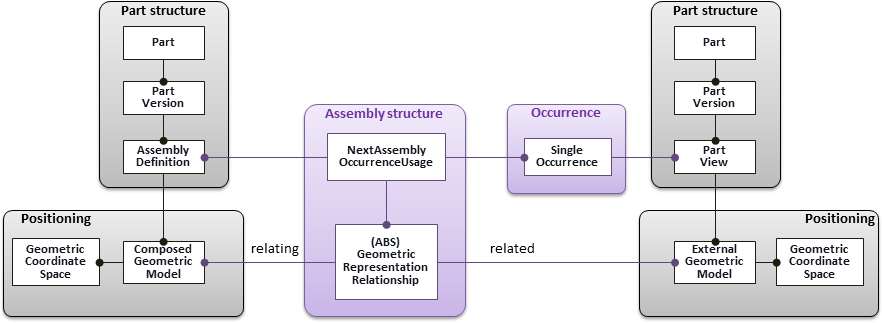 Part structure
Part
Part
Version
Assembly
Definition
Positioning
Geometric
Coordinate
Space
Composed
Geometric
Model
relating
Assembly structure
NextAssembly
OccurrenceUsage
(ABS)
Geometric
Representation
Relationship
Occurrence
Single
Occurrence
related
Part structure
Part
Part
Version
Part
View
Positioning
External
Geometric
Model
Geometric
Coordinate
Space